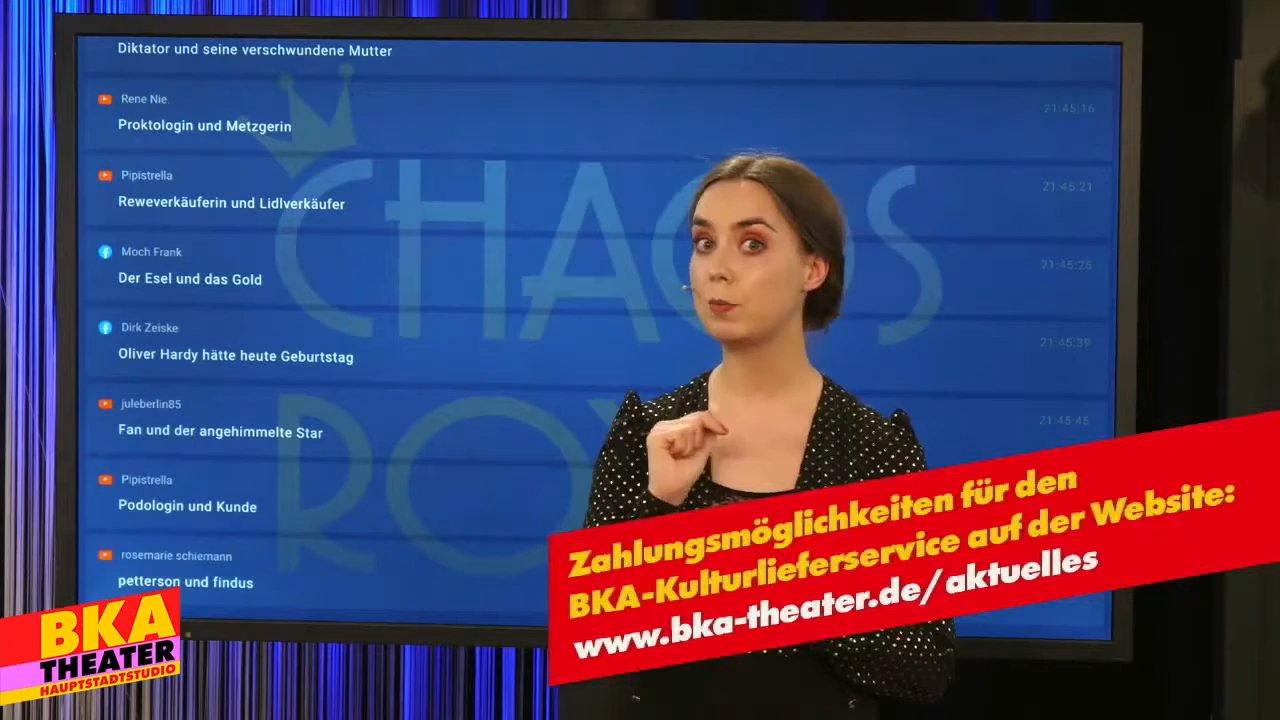 Diktator und seine verschwundene Mutter
Rene Nie.
21:45:16
Proktologin und Metzgerin
Pipistrella
21:45:21
Reweverkäuferin und Lidlverkäufer
Moch Frank
21:45:26
Der Esel und das Gold
Dirk Zeiske
21:45:39
Oliver Hardy hätte heute Geburtstag
juleberlin85
21:45:45
Fan und der angehimmelte Star
Pipistrella
Podologin und Kunde
rosemarie schiemann
petterson und findus
CHAOS
Zahlungsmöglichkeiten für den
BKA-Kulturlieferservice auf der Website:
www.bka-theater.de/aktuelles
BKA
THEATER
HAUPTSTADTSTUDIO